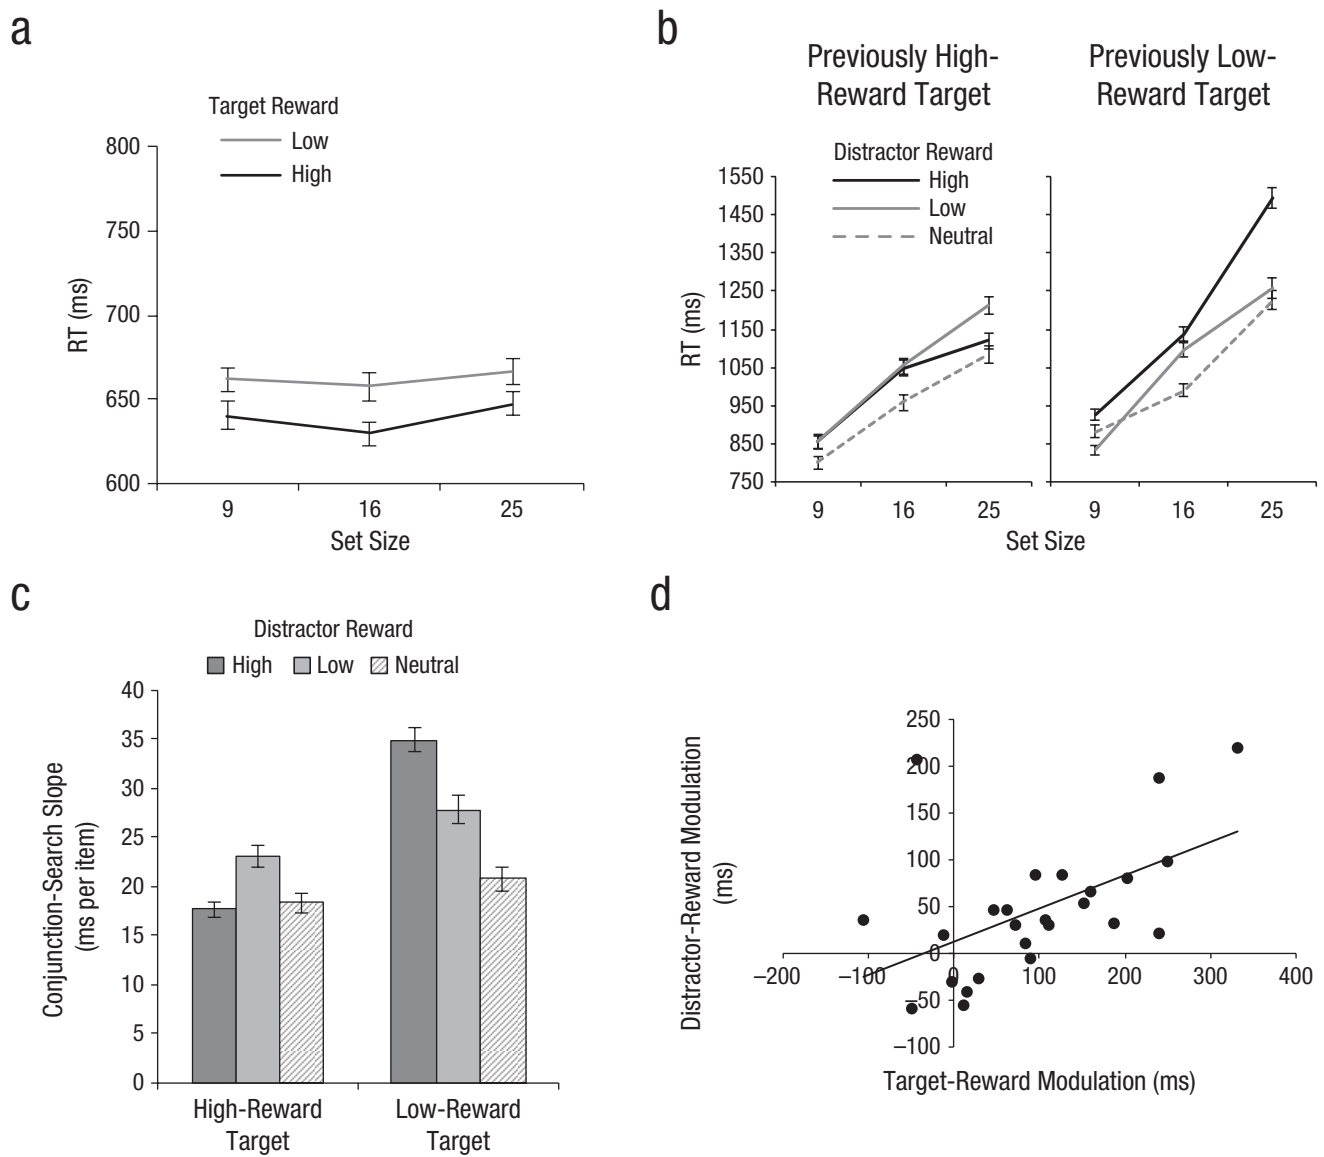 a
Target Reward
Low
High
800
750
700
650
600
RT (ms)
9 16 25
Set Size
b
Previously High-
Reward Target
Previously Low-
Reward Target
Distractor Reward
High
Low
Neutral
1550
1450
1350
1250
1150
1050
950
850
750
RT (ms)
9 16 25 9 16 25
Set Size
c
Distractor Reward
High Low Neutral
40
35
30
25
20
15
10
5
0
Conjunction-Search Slope
(ms per item)
High-Reward
Target
Low-Reward
Target
d
250
200
150
100
50
0
–50
–100
Distractor-Reward Modulation
(ms)
–200 –100 0 100 200 300 400
Target-Reward Modulation (ms)